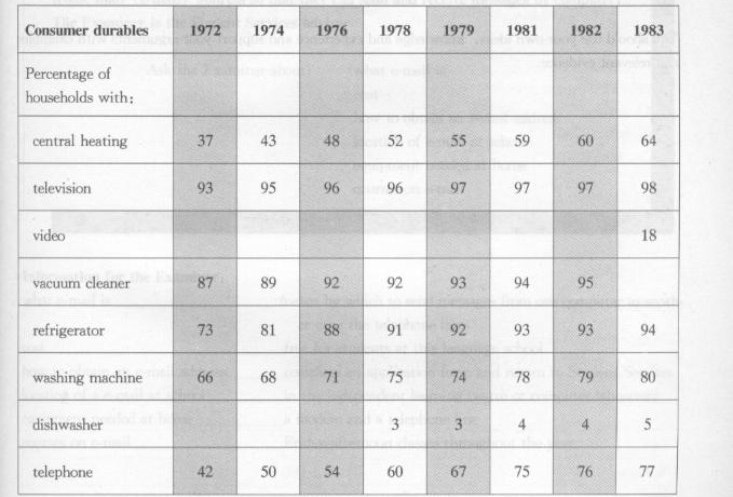 Consumer durables 1972 1974 1976 1978 1979 1981 1982 1983
Percentage of
households with:
central heating 37 43 48 52 55 59 60 64
television 93 95 96 96 97 97 97 98
video 18
vacuum cleaner 87 89 92 92 93 94 95
refrigerator 73 81 88 91 92 93 93 94
washing machine 66 68 71 75 74 78 79 80
dishwasher 3 3 4 4 5
telephone 42 50 54 60 67 75 76 77